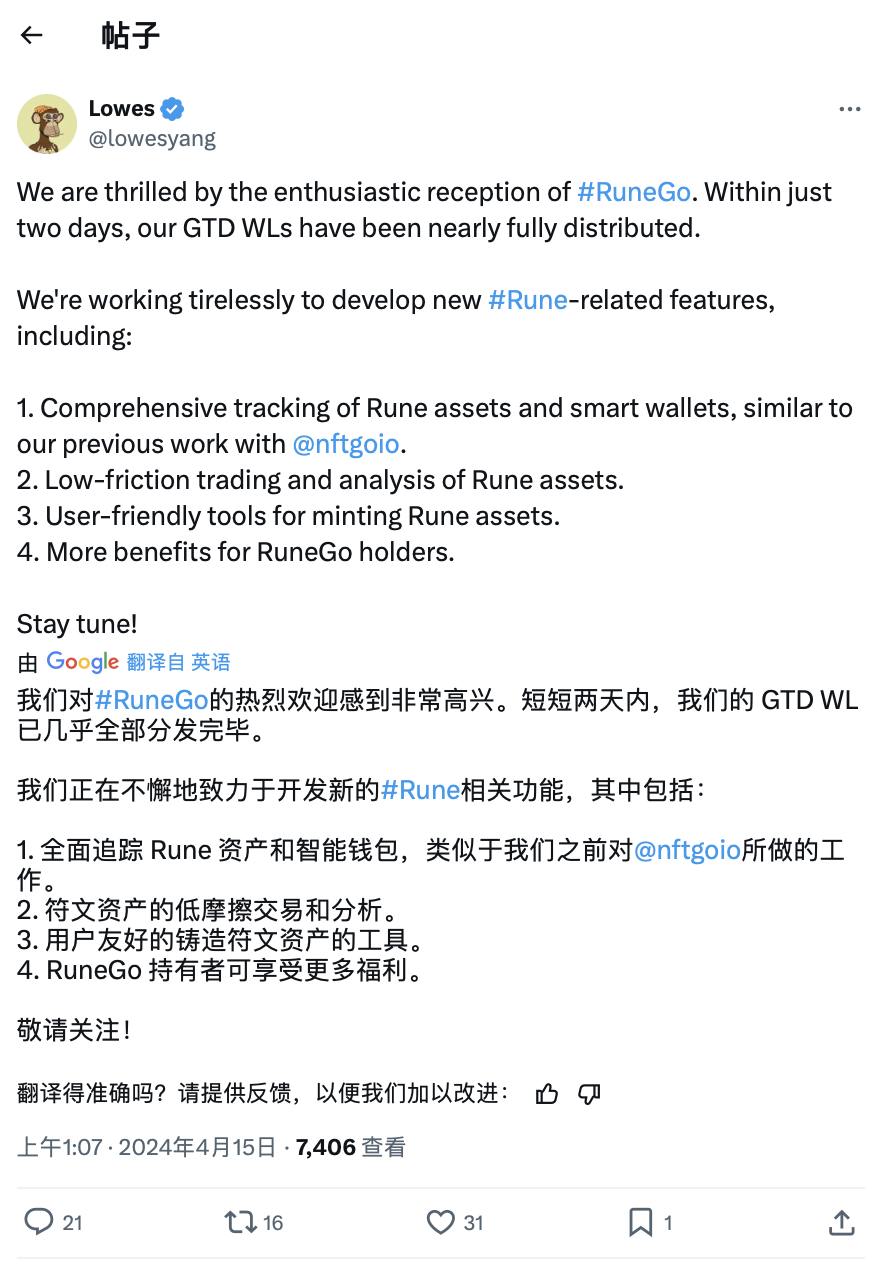 帖子
Lowes
@lowesyang
We are thrilled by the enthusiastic reception of #RuneGo. Within just
two days, our GTD WLs have been nearly fully distributed.
We're working tirelessly to develop new #Rune-related features,
including:
1. Comprehensive tracking of Rune assets and smart wallets, similar to
our previous work with @nftgoio.
2. Low-friction trading and analysis of Rune assets.
3. User-friendly tools for minting Rune assets.
4. More benefits for RuneGo holders.
Stay tune!
由 Google 翻译自 英语
我们对#RuneGo的热烈欢迎感到非常高兴。短短两天内，我们的 GTD WL
已几乎全部分发完毕。
我们正在不懈地致力于开发新的#Rune相关功能，其中包括：
1. 全面追踪 Rune 资产和智能钱包，类似于我们之前对@nftgoio所做的工
作。
2. 符文资产的低摩擦交易和分析。
3. 用户友好的铸造符文资产的工具。
4. RuneGo 持有者可享受更多福利。
敬请关注！
翻译得准确吗？请提供反馈，以便我们加以改进：
上午1:07 · 2024年4月15日 · 7,406 查看
21 16 31 1